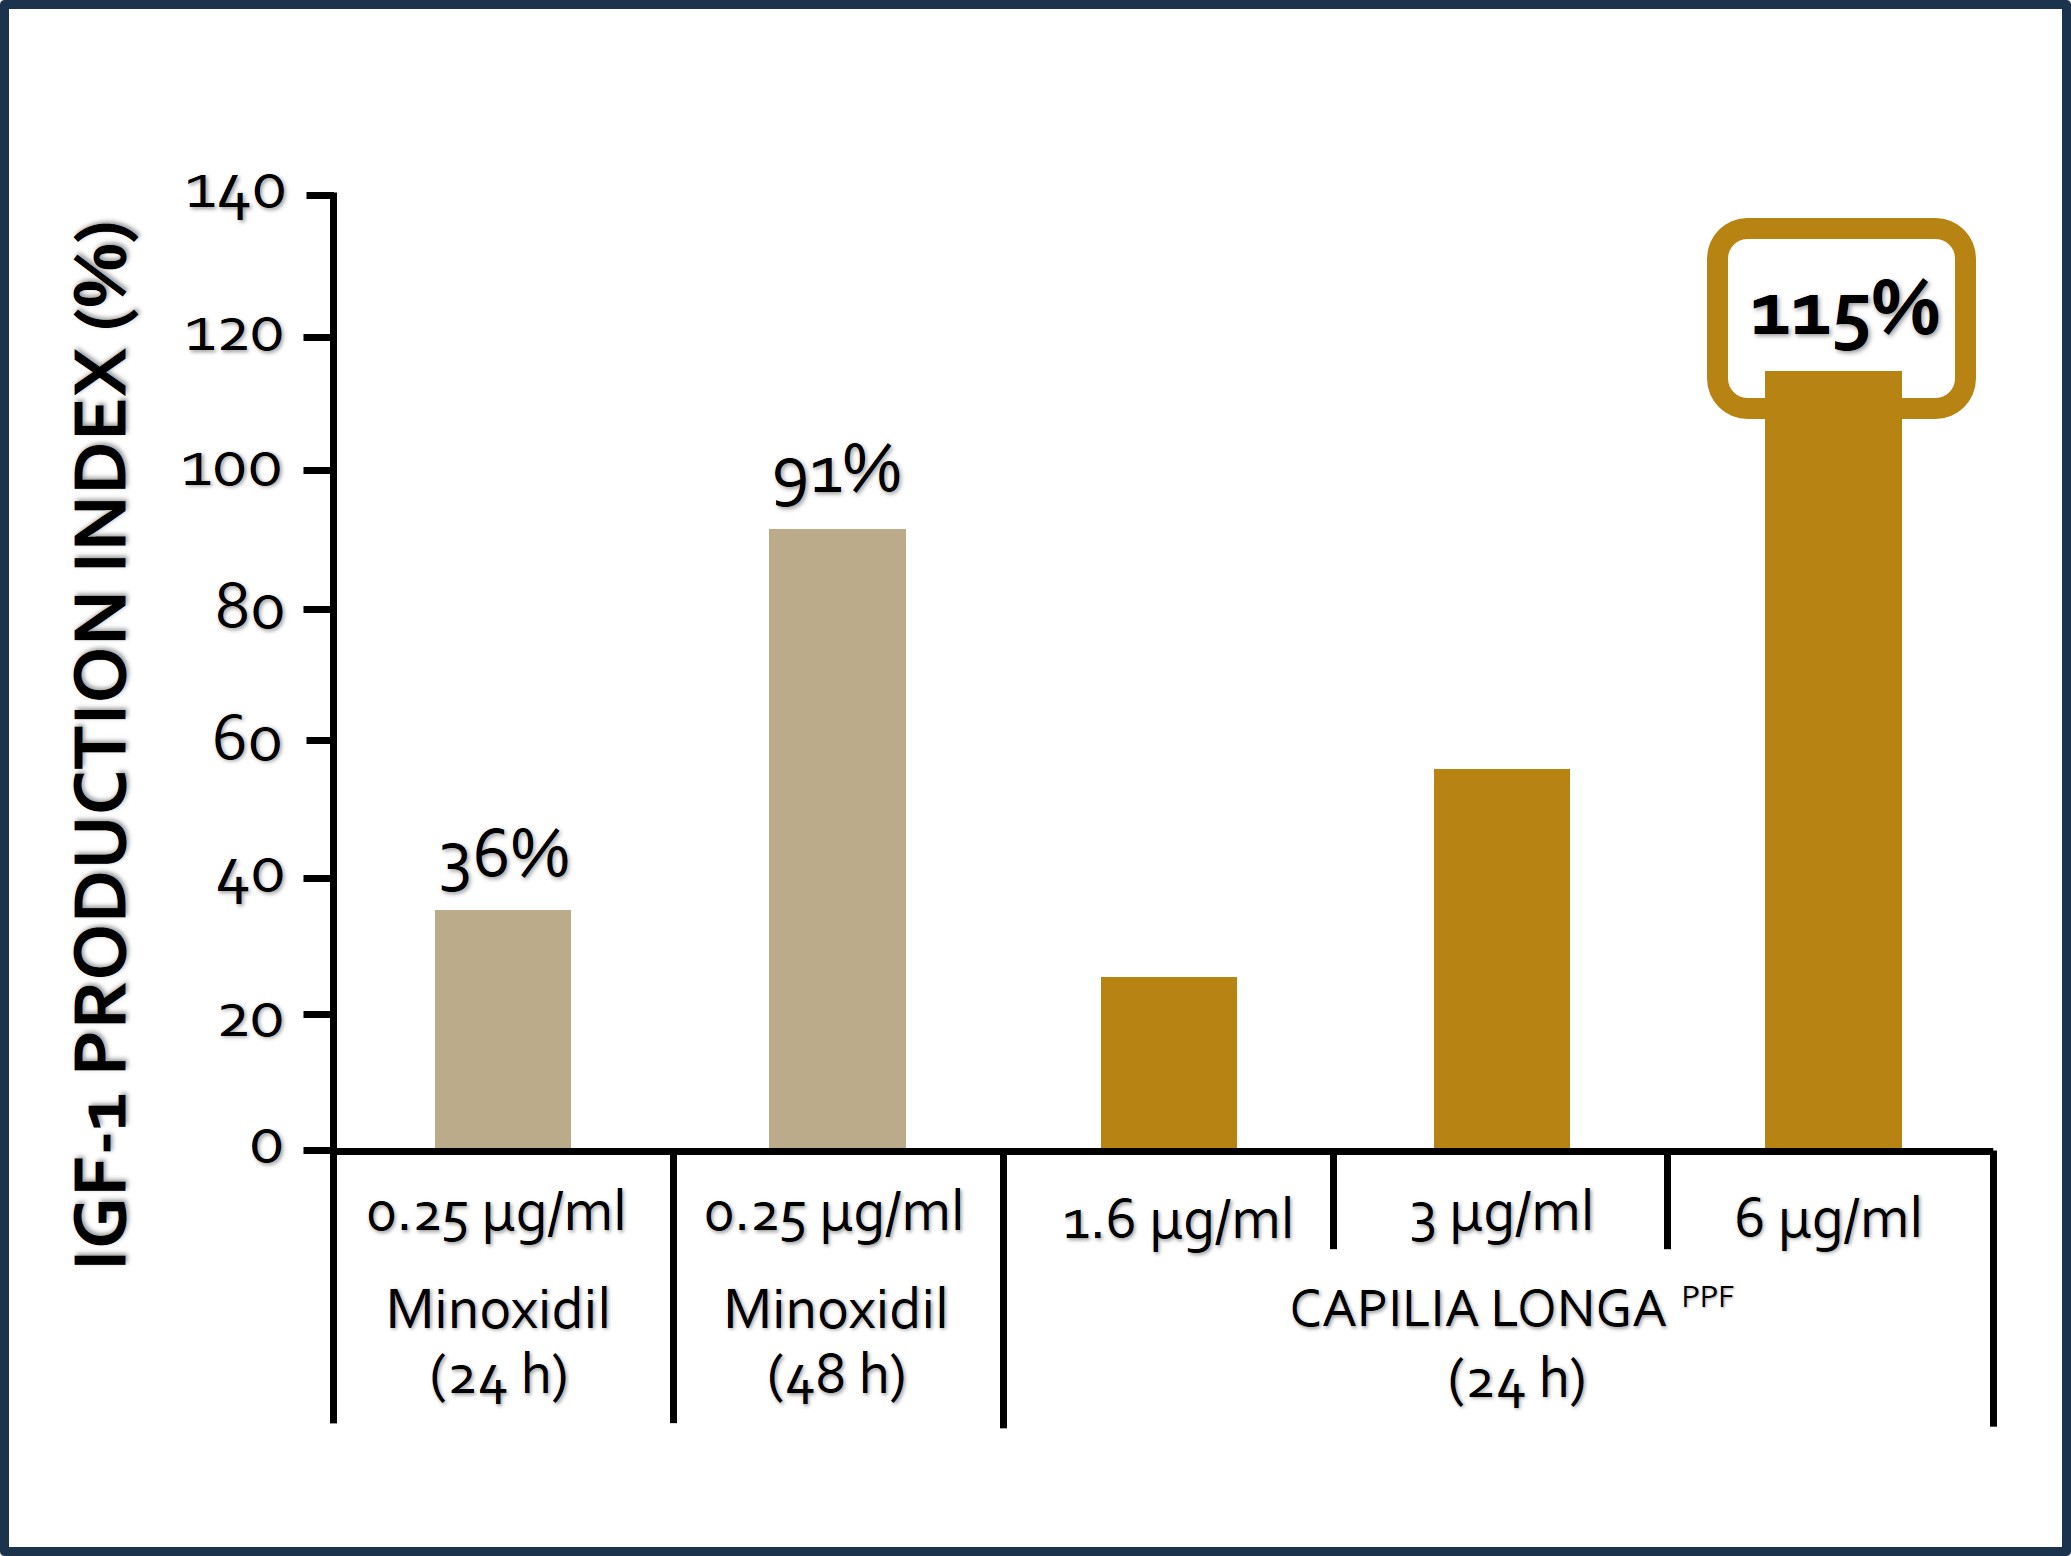 IGF-1 PRODUCTION INDEX (%)
140
120
100
80
60
40
20
0
36%
91%
115%
0.25 µg/ml
Minoxidil
(24 h)
0.25 µg/ml
Minoxidil
(48 h)
1.6 µg/ml
3 µg/ml
6 µg/ml
CAPILIA LONGA PPF
(24 h)